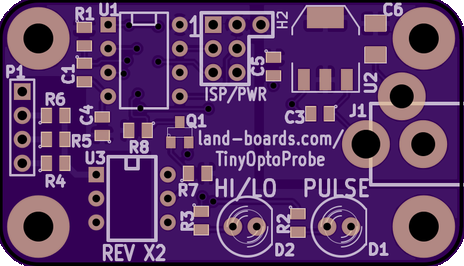 R1
U1
1
H2
C6
P1
C1
C5
U2
ISP/PWR
R6
C4
Q1
C3
J1
land-boards.com/
TinyOptoProbe
R5
R8
U3
R4
R7
HI/LO
PULSE
R3
R2
D2
D1
REV X2